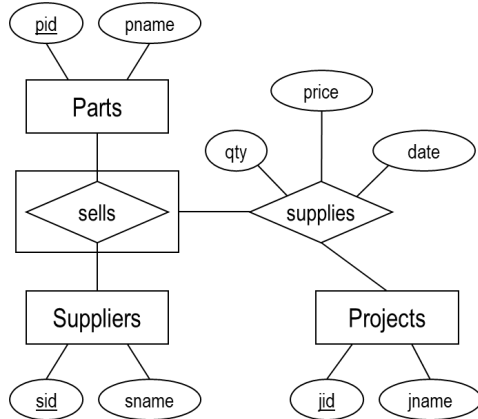 pid
pname
Parts
price
qty
date
sells
supplies
Suppliers
Projects
sid
sname
jid
jname